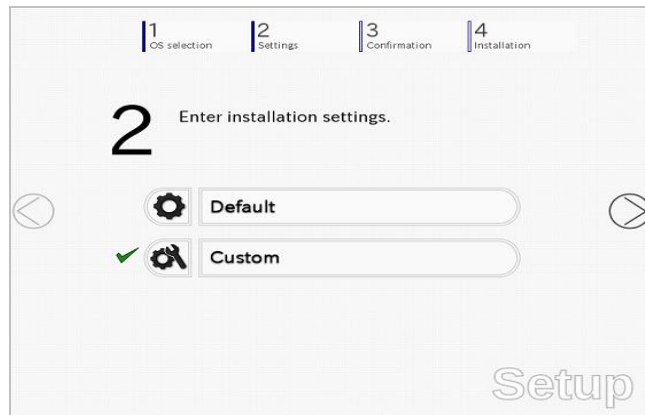 1
OS selection
2
Settings
3
Confirmation
4
Installation
2
Enter installation settings.
Default
Custom
Setup